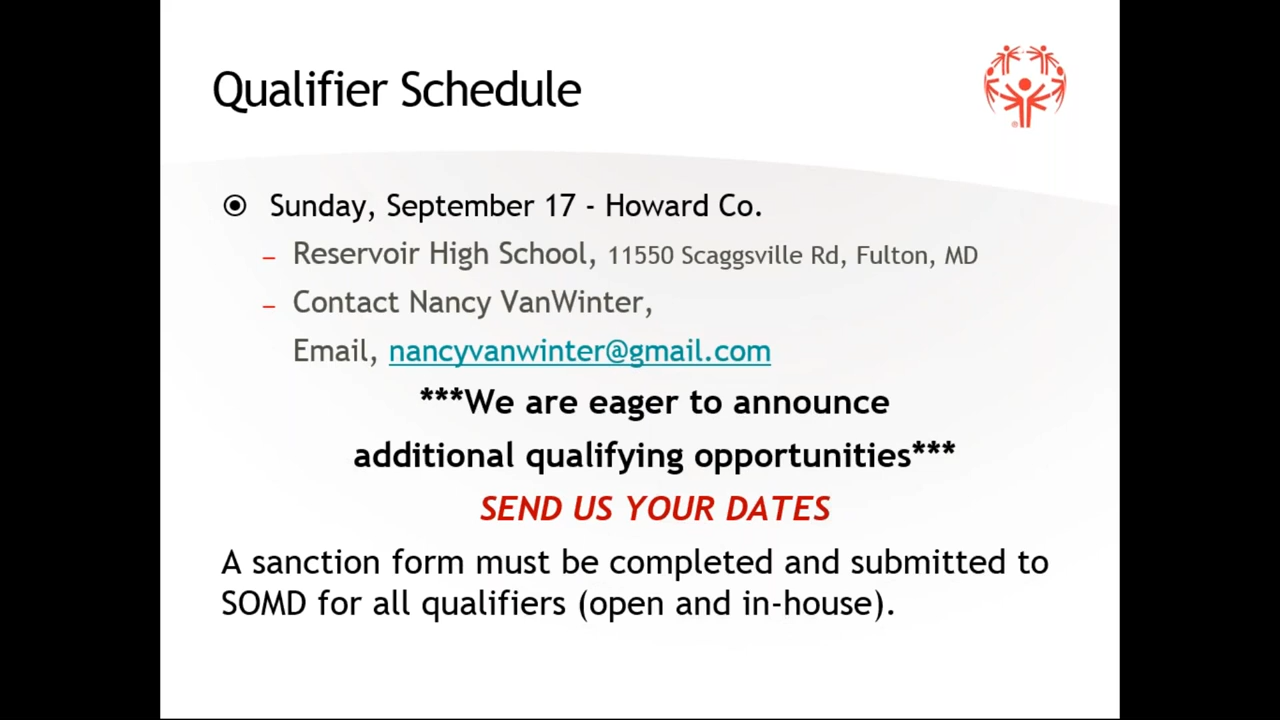 Qualifier Schedule
Sunday, September 17 - Howard Co.
– Reservoir High School, 11550 Scaggsville Rd, Fulton, MD
– Contact Nancy VanWinter,
Email, nancyvanwinter@gmail.com
***We are eager to announce
additional qualifying opportunities***
SEND US YOUR DATES
A sanction form must be completed and submitted to
SOMD for all qualifiers (open and in-house).